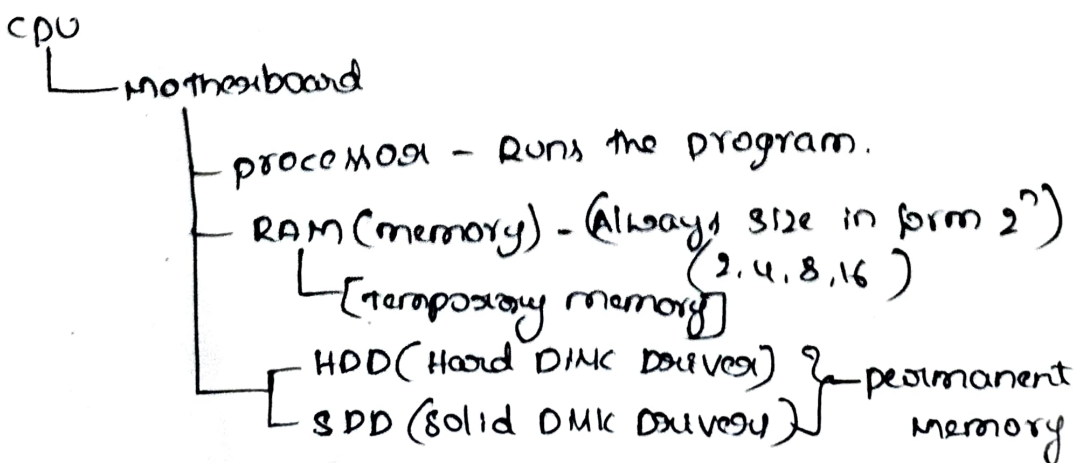 CPU
Motherboard
processor - Runs the program.
RAM (memory) - (Always size in form 2^n)
(2, 4, 8, 16)
[temporary memory]
HDD (Hard Disk Driver) } permanent
SDD (Solid Disk Driver) memory